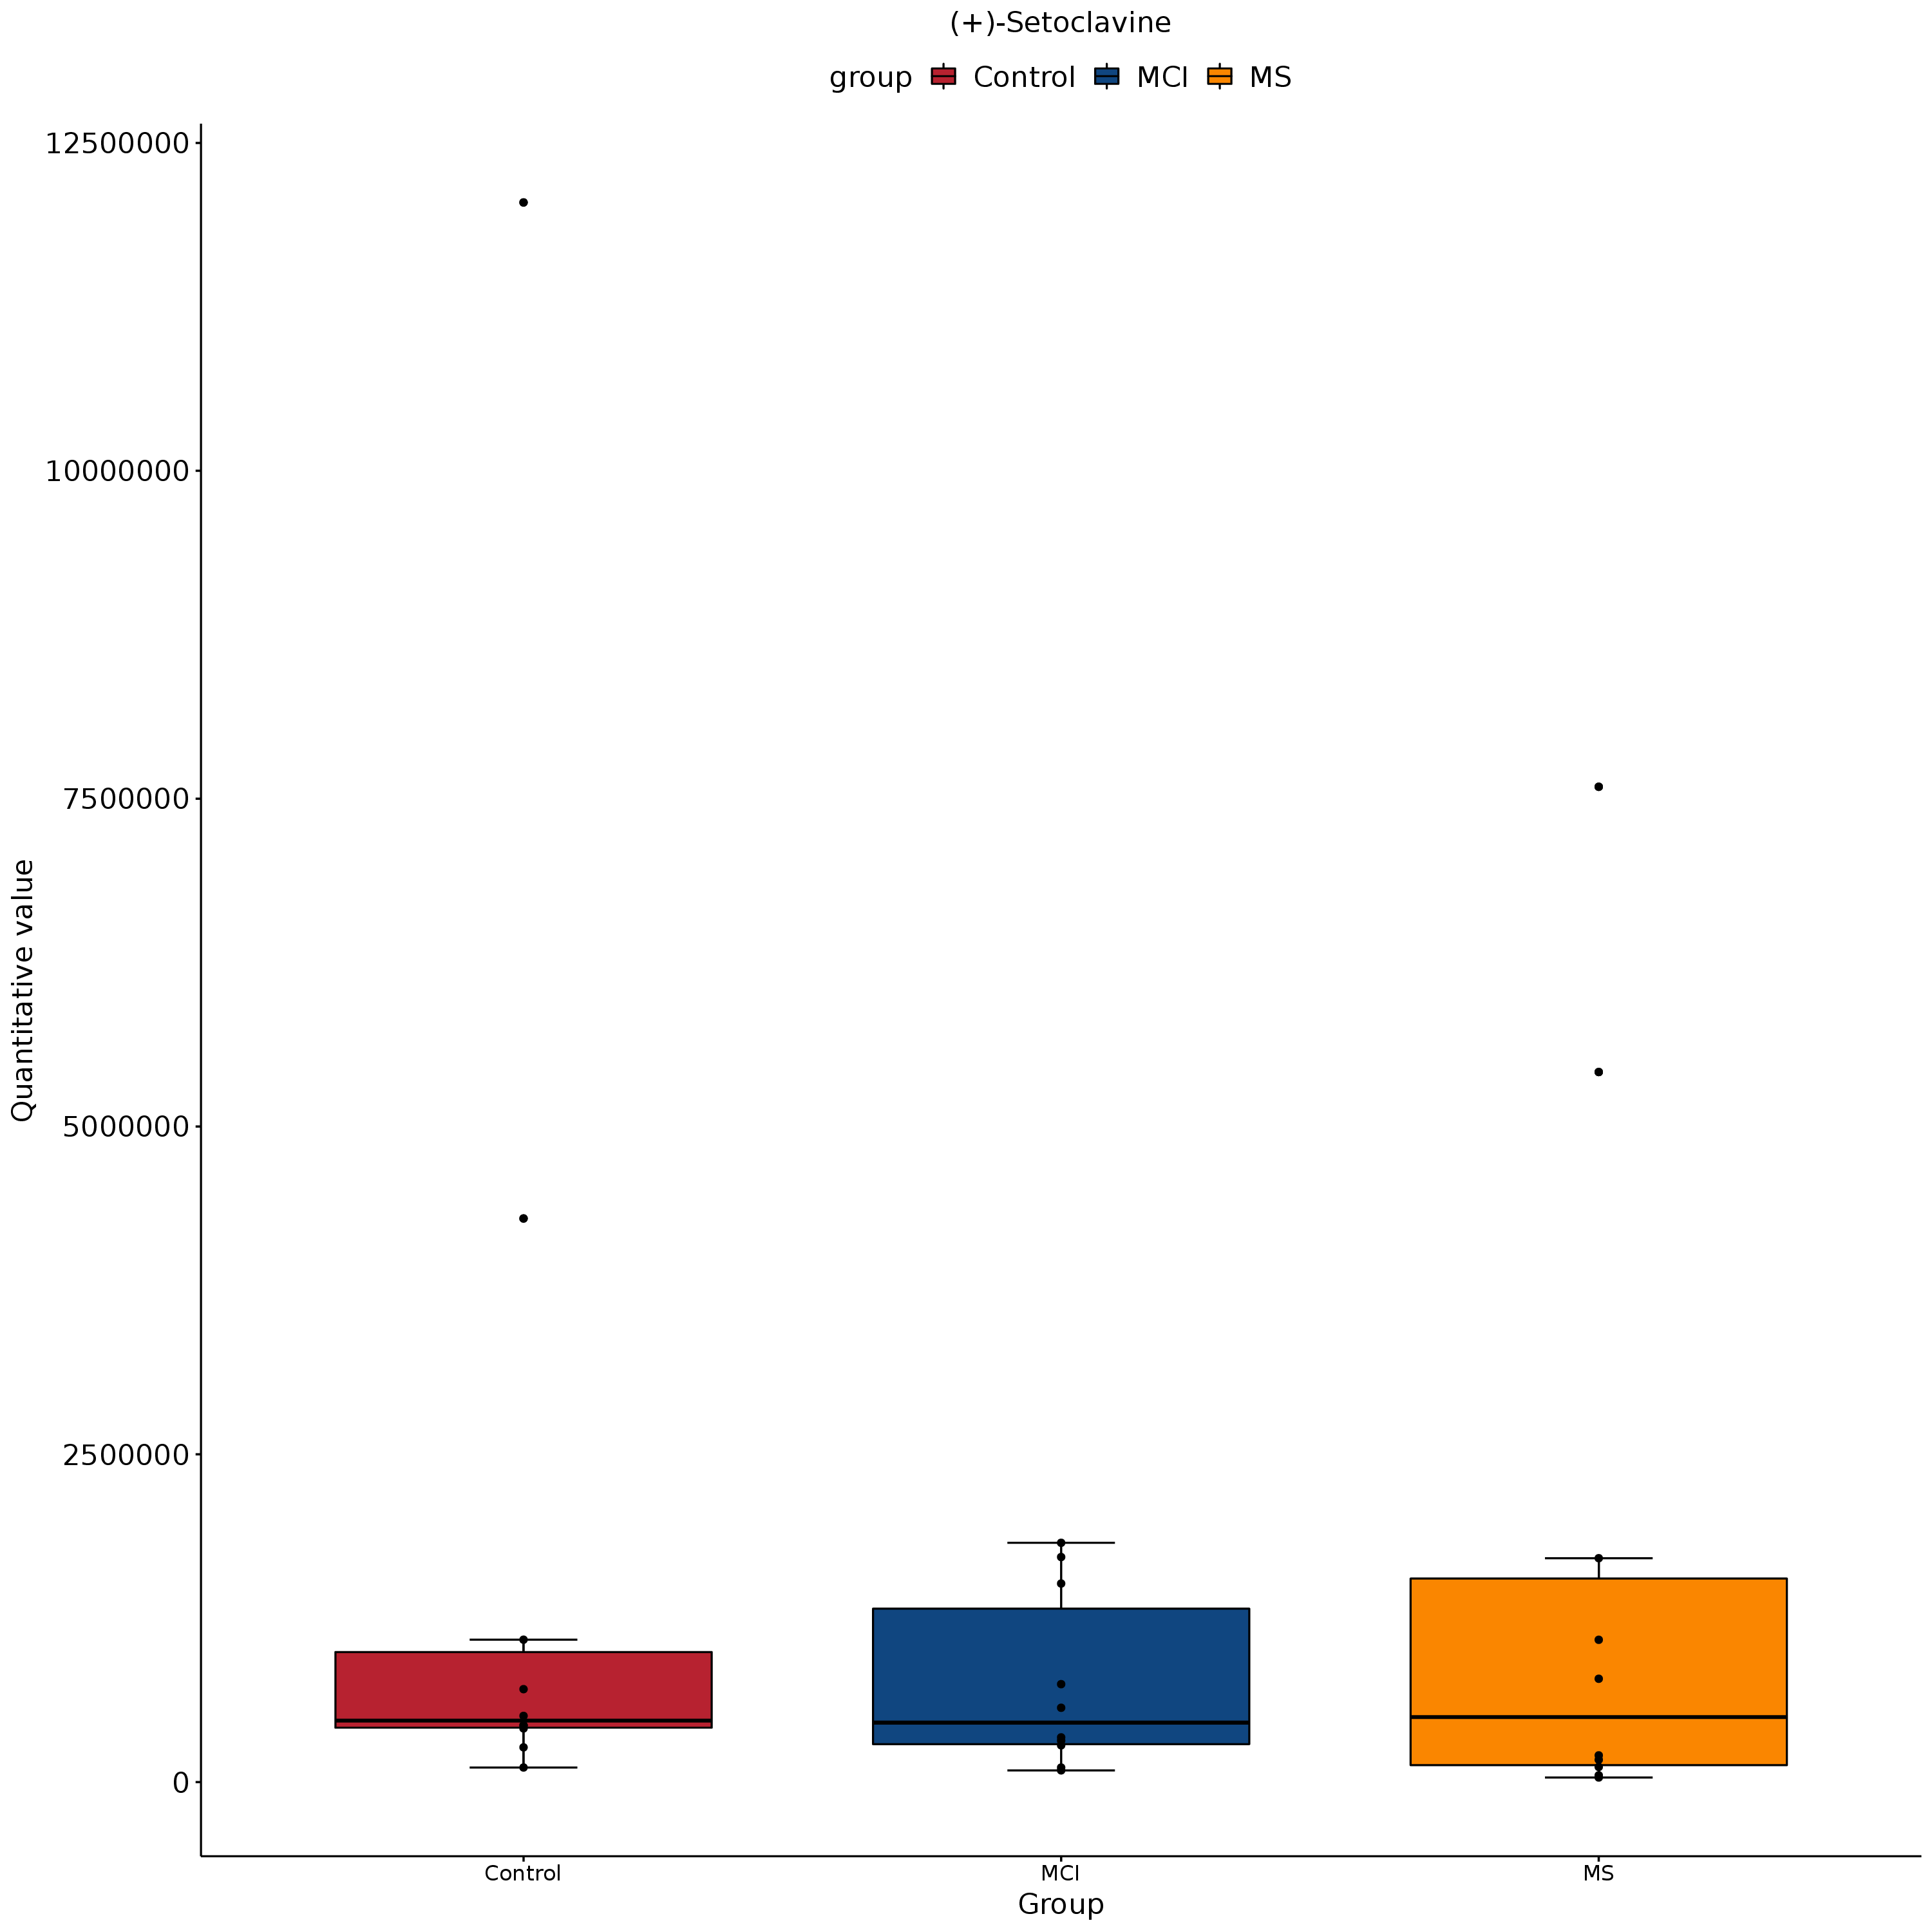 (+)-Setoclavine
group Control MCI MS
12500000
10000000
7500000
5000000
2500000
0
Quantitative value
Control MCI MS
Group